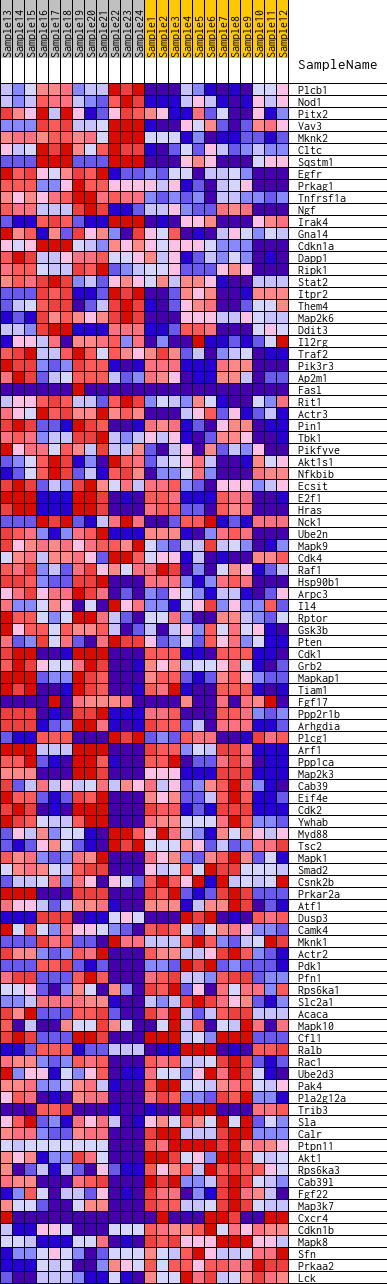 Sample13
Sample14
Sample15
Sample16
Sample17
Sample18
Sample19
Sample20
Sample21
Sample22
Sample23
Sample24
Sample1
Sample2
Sample3
Sample4
Sample5
Sample6
Sample7
Sample8
Sample9
Sample10
Sample11
Sample12
SampleName
Plcb1
Nod1
Pitx2
Vav3
Mknk2
Cltc
Sqstm1
Egfr
Prkag1
Tnfrsf1a
Ngf
Irak4
Gna14
Cdkn1a
Dapp1
Ripk1
Stat2
Itpr2
Them4
Map2k6
Ddit3
Il2rg
Traf2
Pik3r3
Ap2m1
Fasl
Rit1
Actr3
Pin1
Tbk1
Pikfyve
Akt1s1
Nfkbib
Ecsit
E2f1
Hras
Nck1
Ube2n
Mapk9
Cdk4
Raf1
Hsp90b1
Arpc3
Il4
Rptor
Gsk3b
Pten
Cdk1
Grb2
Mapkap1
Tiam1
Fgf17
Ppp2r1b
Arhgdia
Plcg1
Arf1
Ppp1ca
Map2k3
Cab39
Eif4e
Cdk2
Ywhab
Myd88
Tsc2
Mapk1
Smad2
Csnk2b
Prkar2a
Atf1
Dusp3
Camk4
Mknk1
Actr2
Pdk1
Pfn1
Rps6ka1
Slc2a1
Acaca
Mapk10
Cfl1
Ralb
Rac1
Ube2d3
Pak4
Pla2g12a
Trib3
Sla
Calr
Ptpn11
Akt1
Rps6ka3
Cab39l
Fgf22
Map3k7
Cxcr4
Cdkn1b
Mapk8
Sfn
Prkaa2
Lck